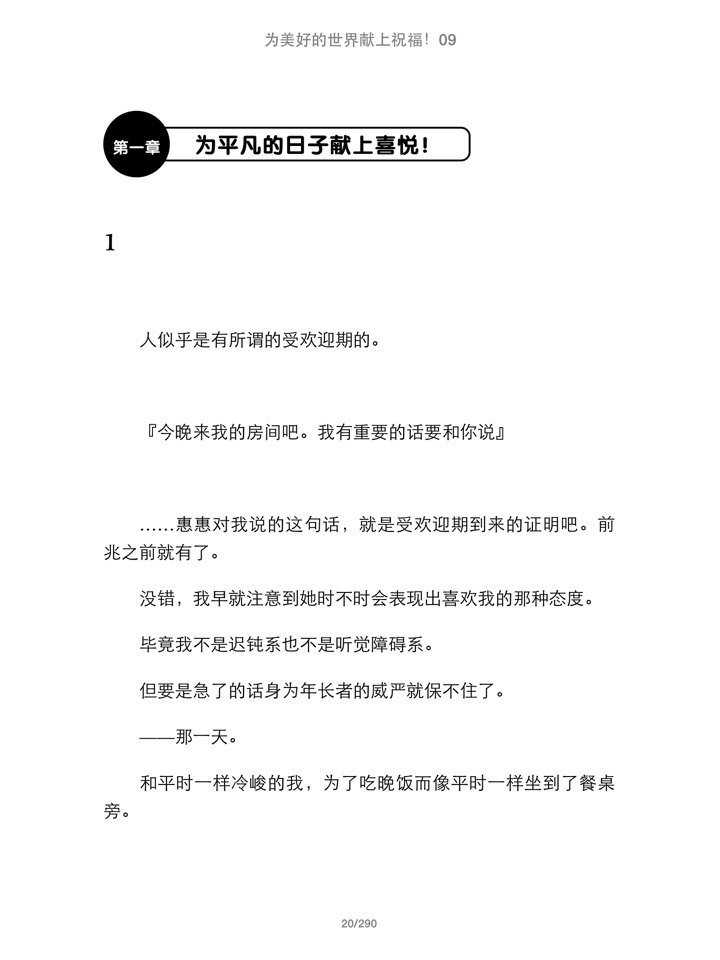 为美好的世界献上祝福！09
第一章
为平凡的日子献上喜悦！
1
人似乎是有所谓的受欢迎期的。
『今晚来我的房间吧。我有重要的话要和你说』
……惠惠对我说的这句话，就是受欢迎期到来的证明吧。前
兆之前就有了。
没错，我早就注意到她时不时会表现出喜欢我的那种态度。
毕竟我不是迟钝系也不是听觉障碍系。
但要是急了的话身为年长者的威严就保不住了。
——那一天。
和平时一样冷峻的我，为了吃晚饭而像平时一样坐到了餐桌
旁。
20/290